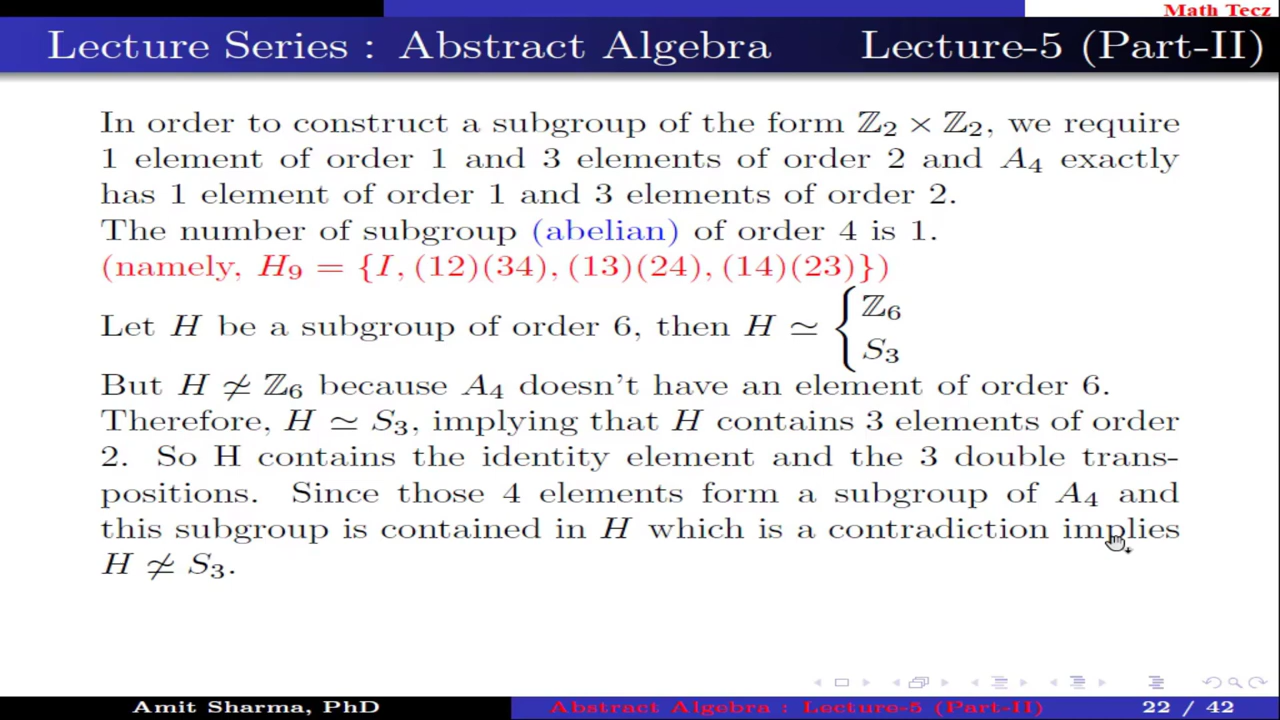 Math Tecz
Lecture Series : Abstract Algebra Lecture-5 (Part-II)
In order to construct a subgroup of the form ℤ₂ × ℤ₂, we require
1 element of order 1 and 3 elements of order 2 and A₄ exactly
has 1 element of order 1 and 3 elements of order 2.
The number of subgroup (abelian) of order 4 is 1.
(namely, H₉ = {I, (12)(34), (13)(24), (14)(23)})
Let H be a subgroup of order 6, then H ≃ { ℤ₆
S₃
But H ≄ ℤ₆ because A₄ doesn't have an element of order 6.
Therefore, H ≃ S₃, implying that H contains 3 elements of order
2. So H contains the identity element and the 3 double trans-
positions. Since those 4 elements form a subgroup of A₄ and
this subgroup is contained in H which is a contradiction implies
H ≄ S₃.
Amit Sharma, PhD Abstract Algebra : Lecture-5 (Part-II) 22 / 42